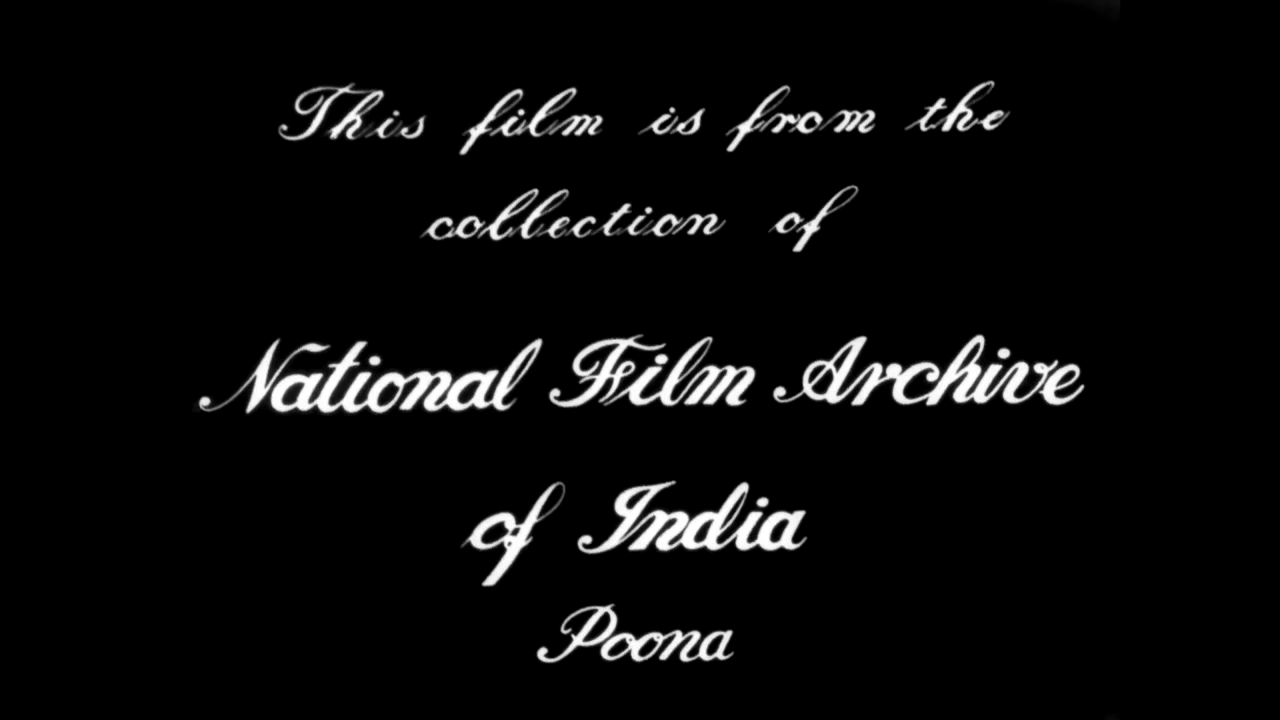 This film is from the
collection of
National Film Archive
of India
Poona